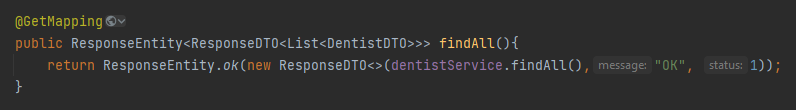 @GetMapping
public ResponseEntity<ResponseDTO<List<DentistDTO>>> findAll(){
return ResponseEntity.ok(new ResponseDTO<>(dentistService.findAll(), message: "OK", status: 1));
}